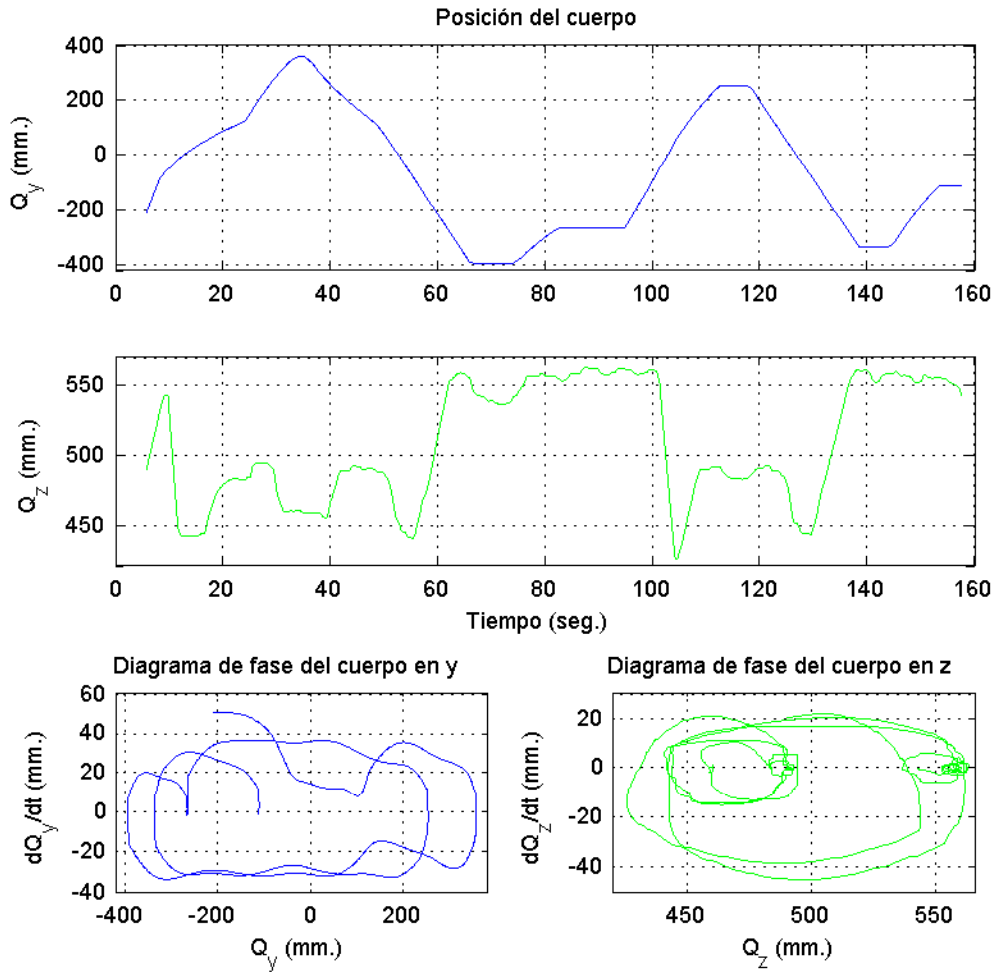 Posición del cuerpo
Q_y (mm.)
400
200
0
-200
-400
0 20 40 60 80 100 120 140 160
Q_z (mm.)
550
500
450
0 20 40 60 80 100 120 140 160
Tiempo (seg.)
Diagrama de fase del cuerpo en y
dQ_y/dt (mm.)
60
40
20
0
-20
-40
-400 -200 0 200
Q_y (mm.)
Diagrama de fase del cuerpo en z
dQ_z/dt (mm.)
20
0
-20
-40
450 500 550
Q_z (mm.)